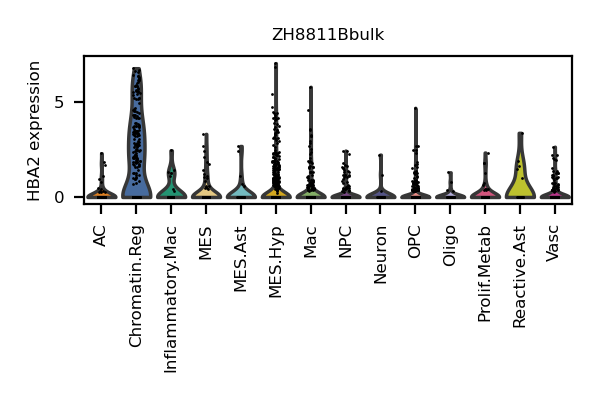 ZH8811Bbulk
HBA2 expression
5
0
AC
Chromatin.Reg
Inflammatory.Mac
MES
MES.Ast
MES.Hyp
Mac
NPC
Neuron
OPC
Oligo
Prolif.Metab
Reactive.Ast
Vasc